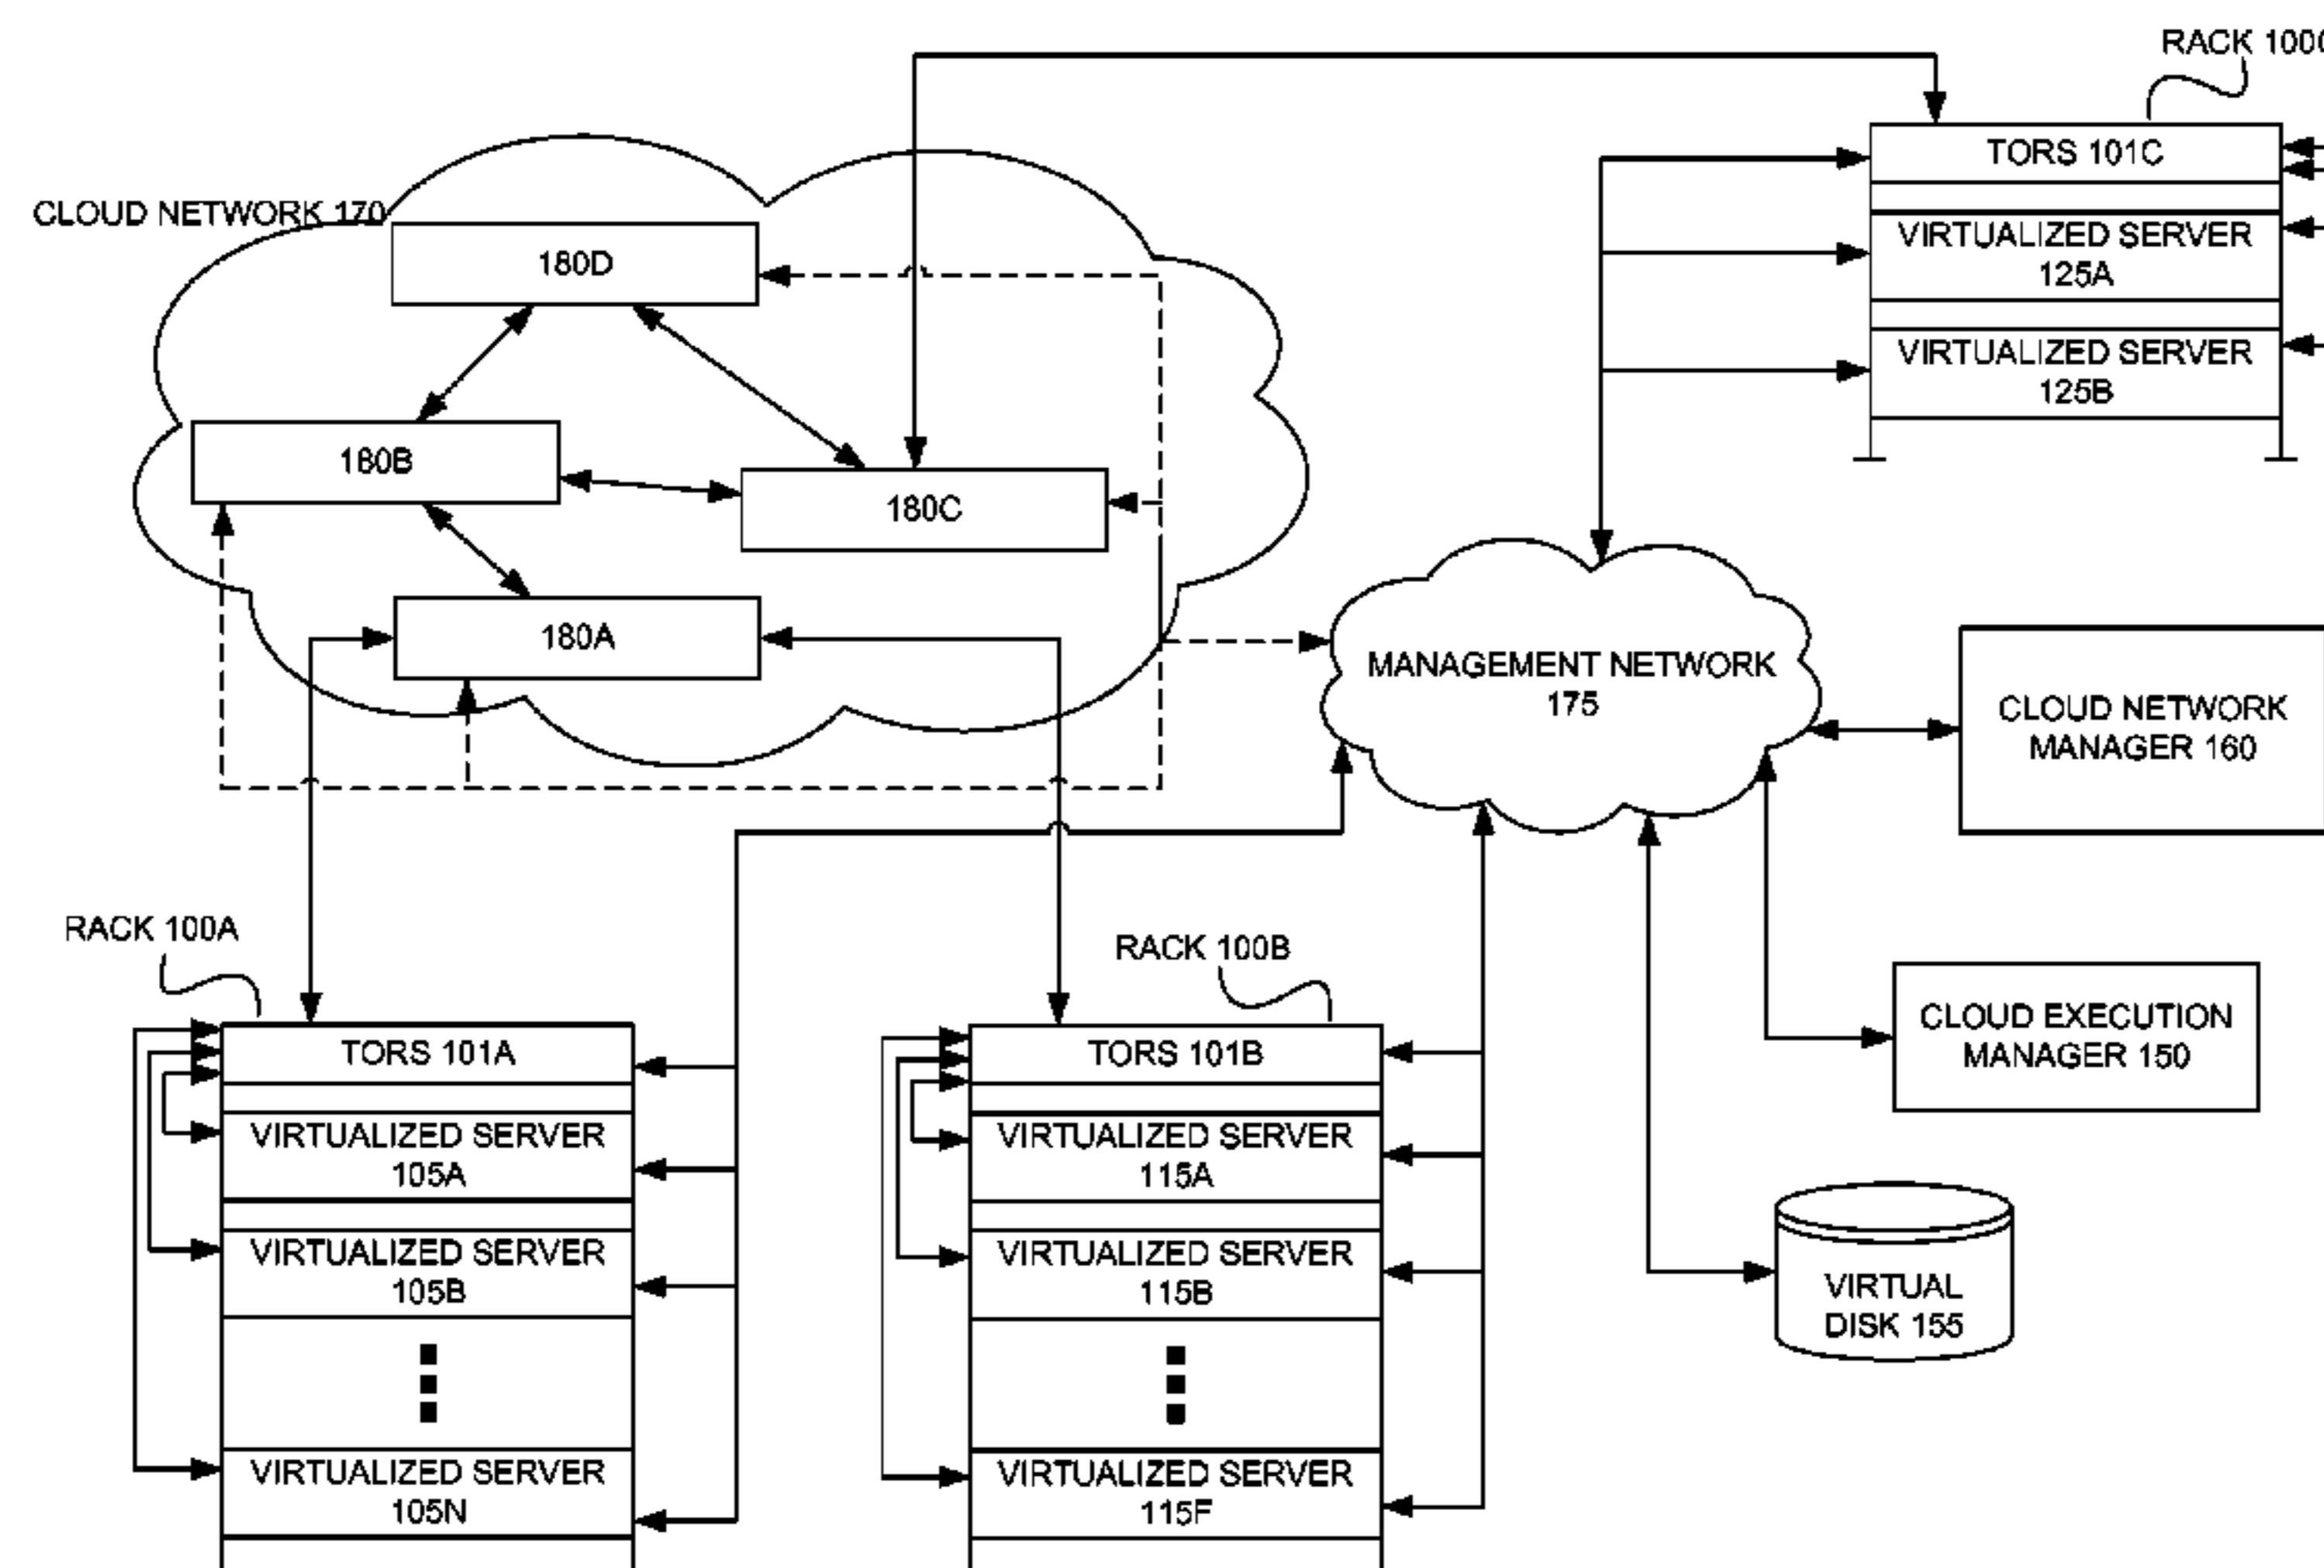 RACK 100C
TORS 101C
CLOUD NETWORK 170
VIRTUALIZED SERVER
125A
180D
VIRTUALIZED SERVER
125B
180B
180C
180A
MANAGEMENT NETWORK
175
CLOUD NETWORK
MANAGER 160
RACK 100A
RACK 100B
CLOUD EXECUTION
MANAGER 150
TORS 101A
TORS 101B
VIRTUALIZED SERVER
105A
VIRTUALIZED SERVER
115A
VIRTUALIZED SERVER
105B
VIRTUALIZED SERVER
115B
VIRTUAL
DISK 155
VIRTUALIZED SERVER
105N
VIRTUALIZED SERVER
115F